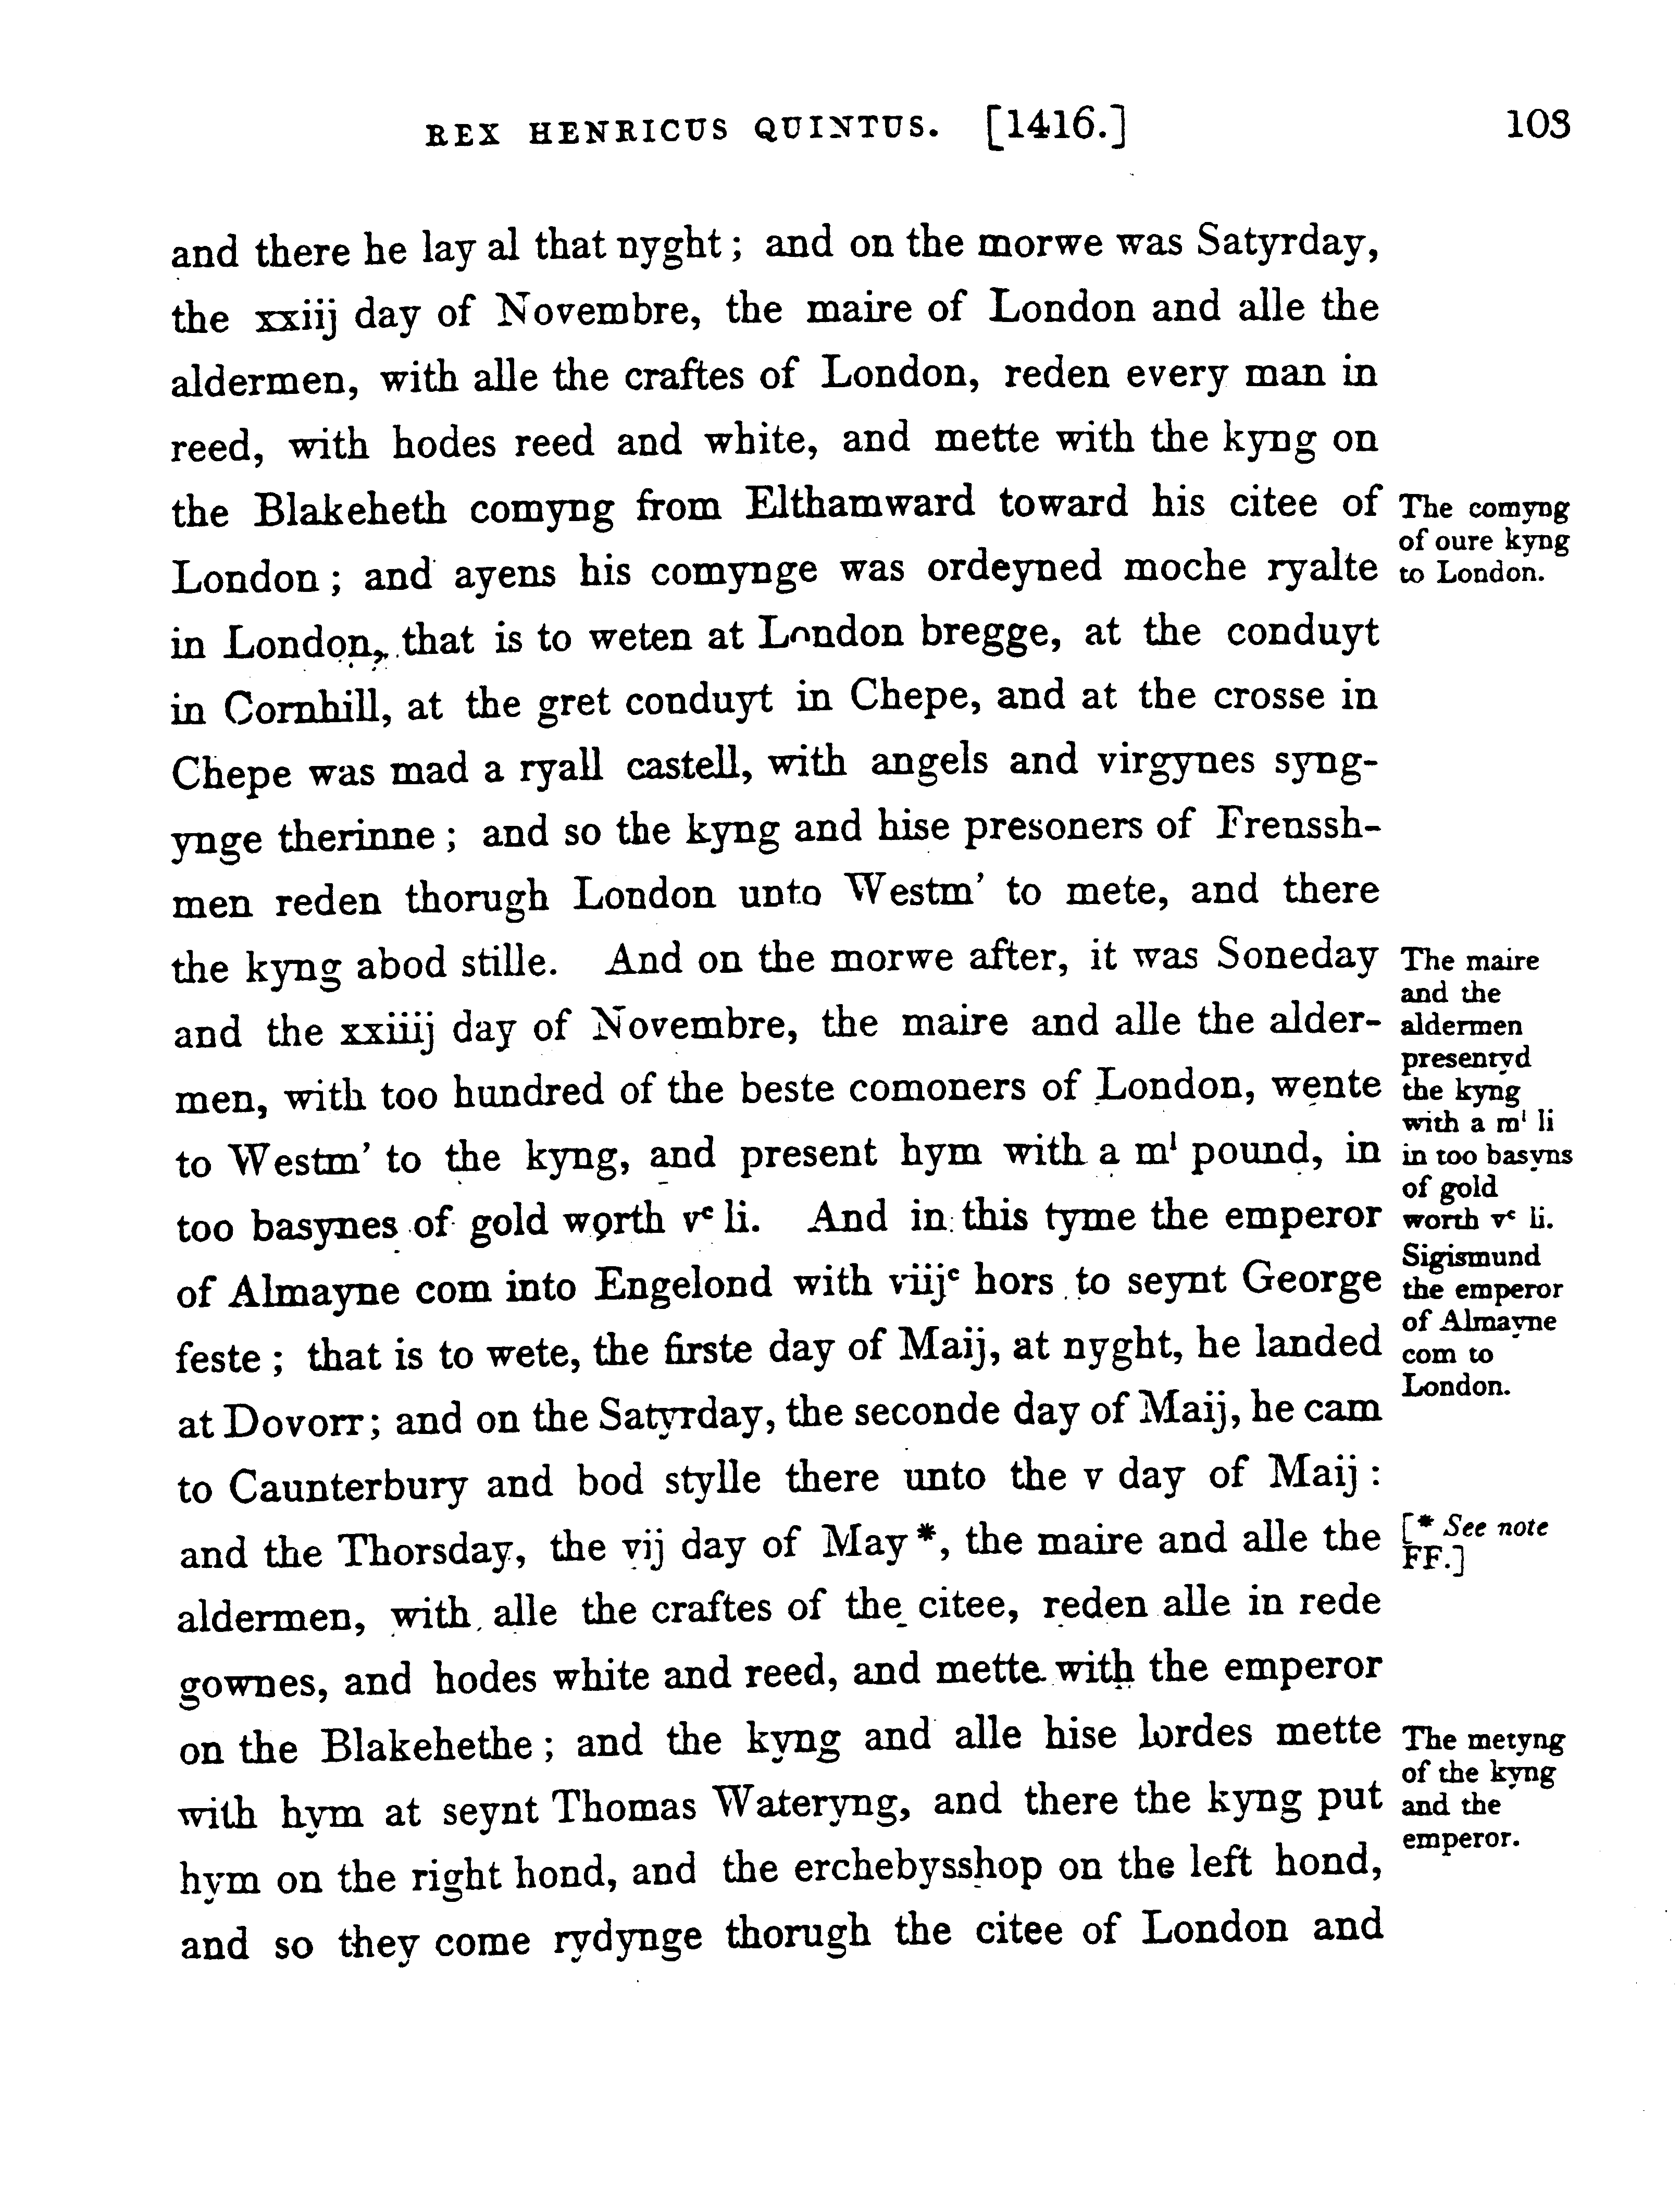 REX HENRICUS QUINTUS. [1416.] 103
and there he lay al that nyght; and on the morwe was Satyrday,
the xxiij day of Novembre, the maire of London and alle the
aldermen, with alle the craftes of London, reden every man in
reed, with hodes reed and white, and mette with the kyng on
the Blakeheth comyng from Elthamward toward his citee of
London; and ayens his comynge was ordeyned moche ryalte
in London, that is to weten at London bregge, at the conduyt
in Cornhill, at the gret conduyt in Chepe, and at the crosse in
Chepe was mad a ryall castell, with angels and virgynes syng-
ynge therinne; and so the kyng and hise presoners of Frenssh-
men reden thorugh London unto Westm' to mete, and there
the kyng abod stille. And on the morwe after, it was Soneday
and the xxiiij day of Novembre, the maire and alle the alder-
men, with too hundred of the beste comoners of London, wente
to Westm' to the kyng, and present hym with a mˡ pound, in
too basynes of gold worth vᶜ li. And in this tyme the emperor
of Almayne com into Engelond with viijᶜ hors to seynt George
feste; that is to wete, the firste day of Maij, at nyght, he landed
at Dovorr; and on the Satyrday, the seconde day of Maij, he cam
to Caunterbury and bod stylle there unto the v day of Maij:
and the Thorsday, the vij day of May*, the maire and alle the
aldermen, with alle the craftes of the citee, reden alle in rede
gownes, and hodes white and reed, and mette with the emperor
on the Blakehethe; and the kyng and alle hise lordes mette
with hym at seynt Thomas Wateryng, and there the kyng put
hym on the right hond, and the erchebysshop on the left hond,
and so they come rydynge thorugh the citee of London and
The comyng
of oure kyng
to London.
The maire
and the
aldermen
presentyd
the kyng
with a mˡ li
in too basyns
of gold
worth vᶜ li.
Sigismund
the emperor
of Almayne
com to
London.
[* See note
FF.]
The metyng
of the kyng
and the
emperor.